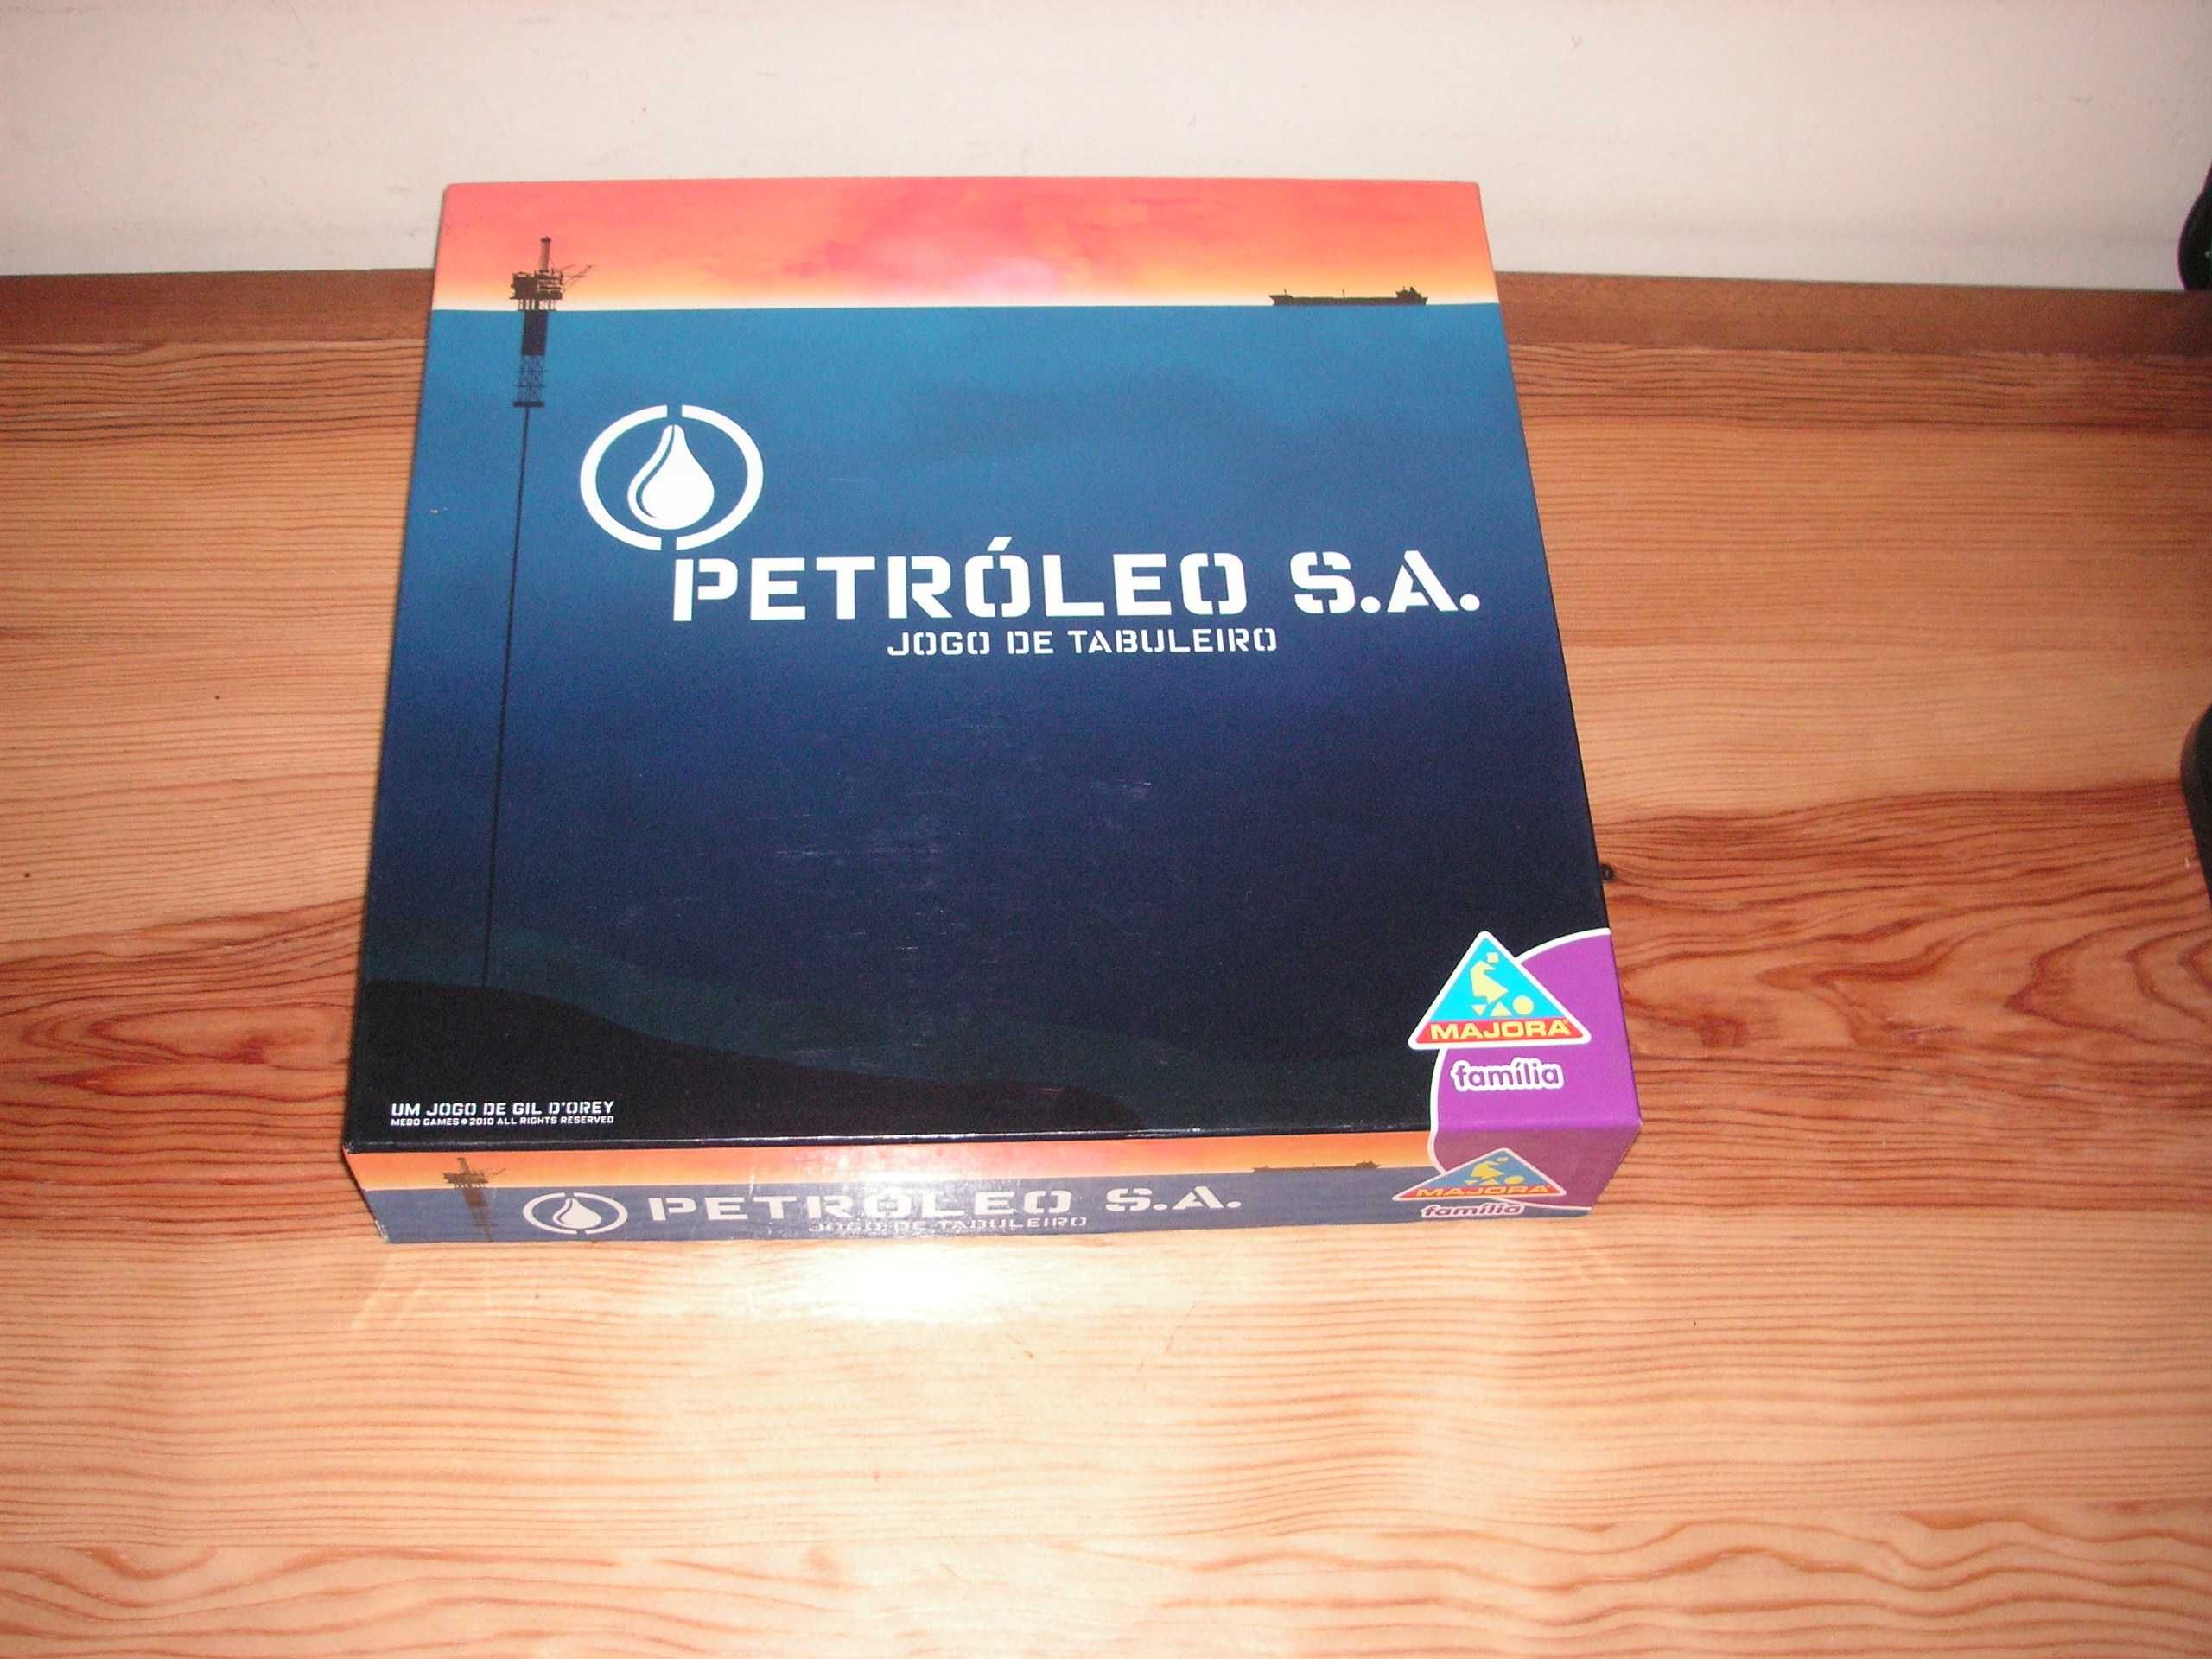 PETRÓLEO S.A.
JOGO DE TABULEIRO
MAJORA
família
UM JOGO DE GIL D'OREY
MEBO GAMES ● 2010 ALL RIGHTS RESERVED
PETRÓLEO S.A.
JOGO DE TABULEIRO
MAJORA
família